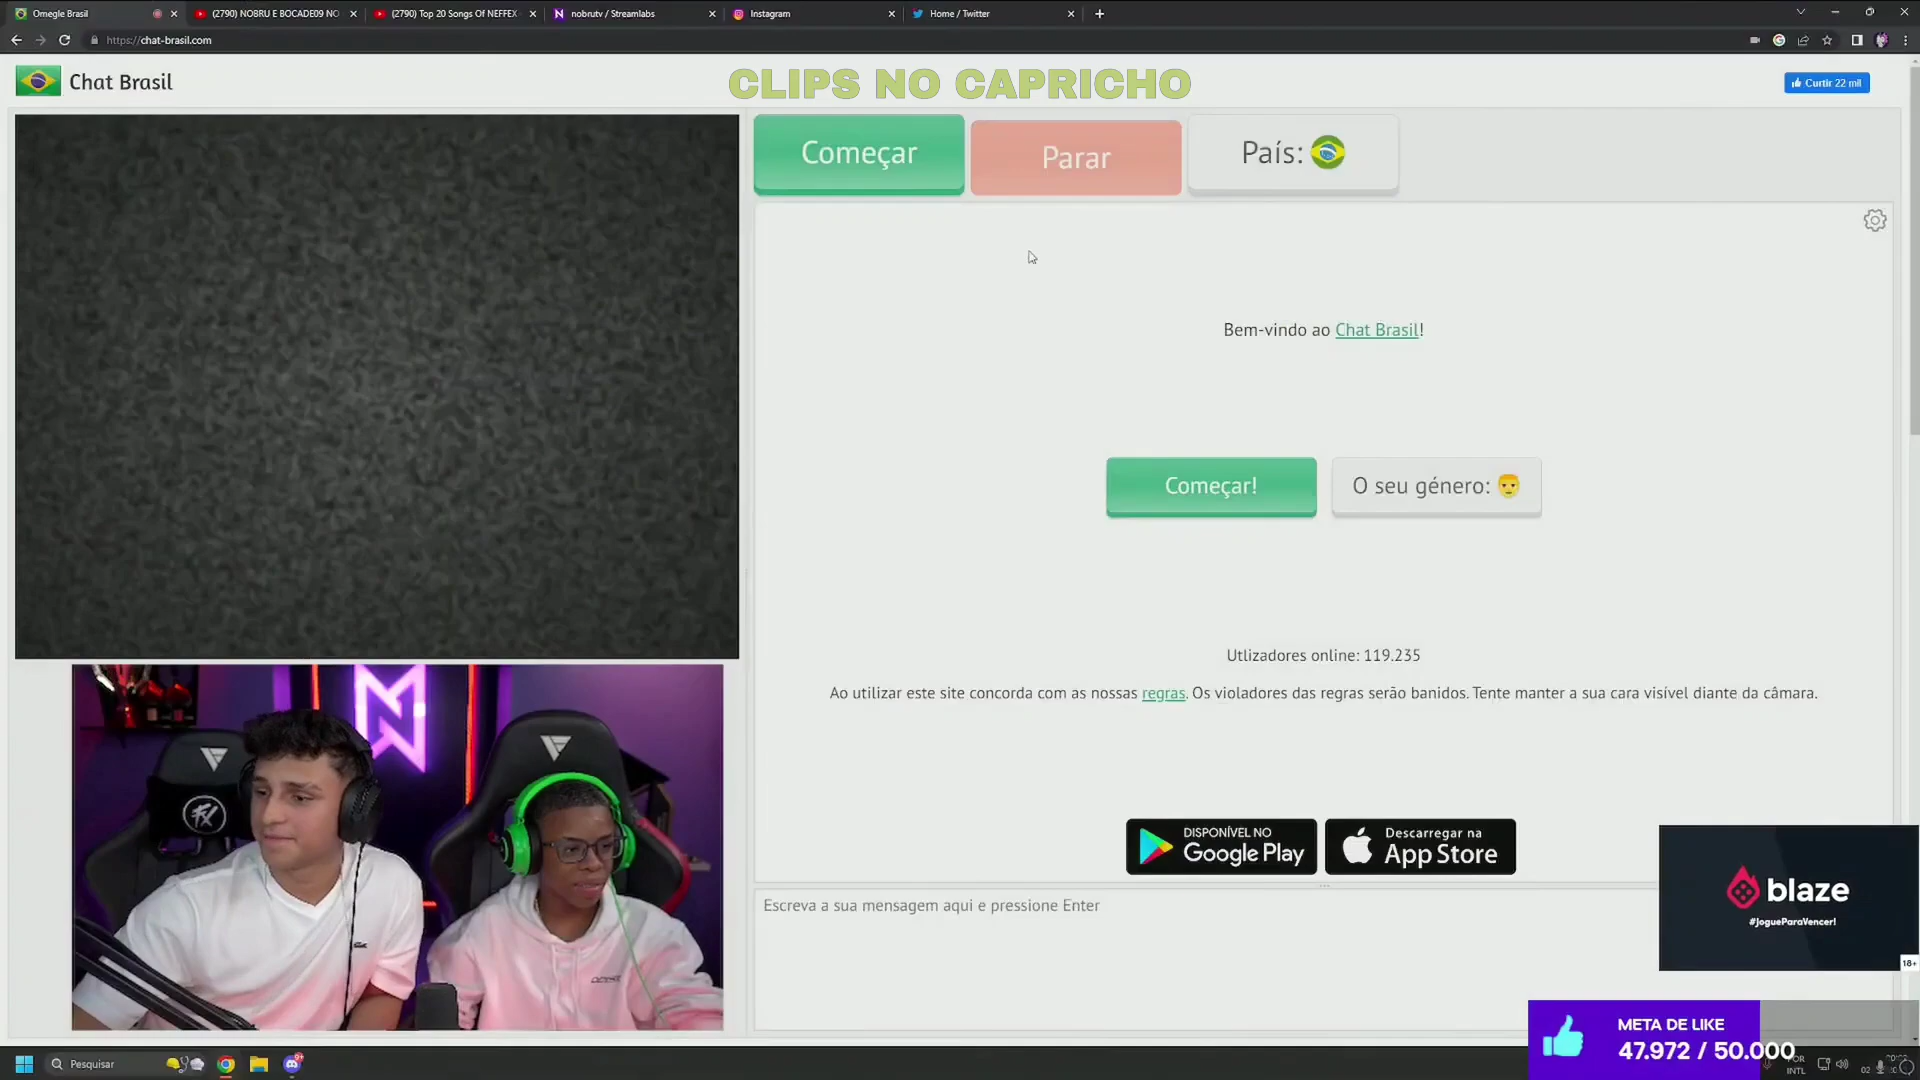 Omegle Brasil
(2790) NOBRU E BOCADE09 NO
(2790) Top 20 Songs Of NEFFEX
nobrutv / Streamlabs
Instagram
Home / Twitter
https://chat-brasil.com
Chat Brasil
CLIPS NO CAPRICHO
Curtir 22 mil
Começar
Parar
País:
Bem-vindo ao Chat Brasil!
Começar!
O seu género:
Utlizadores online: 119.235
Ao utilizar este site concorda com as nossas regras. Os violadores das regras serão banidos. Tente manter a sua cara visível diante da câmara.
DISPONÍVEL NO
Google Play
Descarregar na
App Store
Escreva a sua mensagem aqui e pressione Enter
blaze
#JogueParaVencer!
18+
META DE LIKE
47.972 / 50.000
Pesquisar
POR
INTL